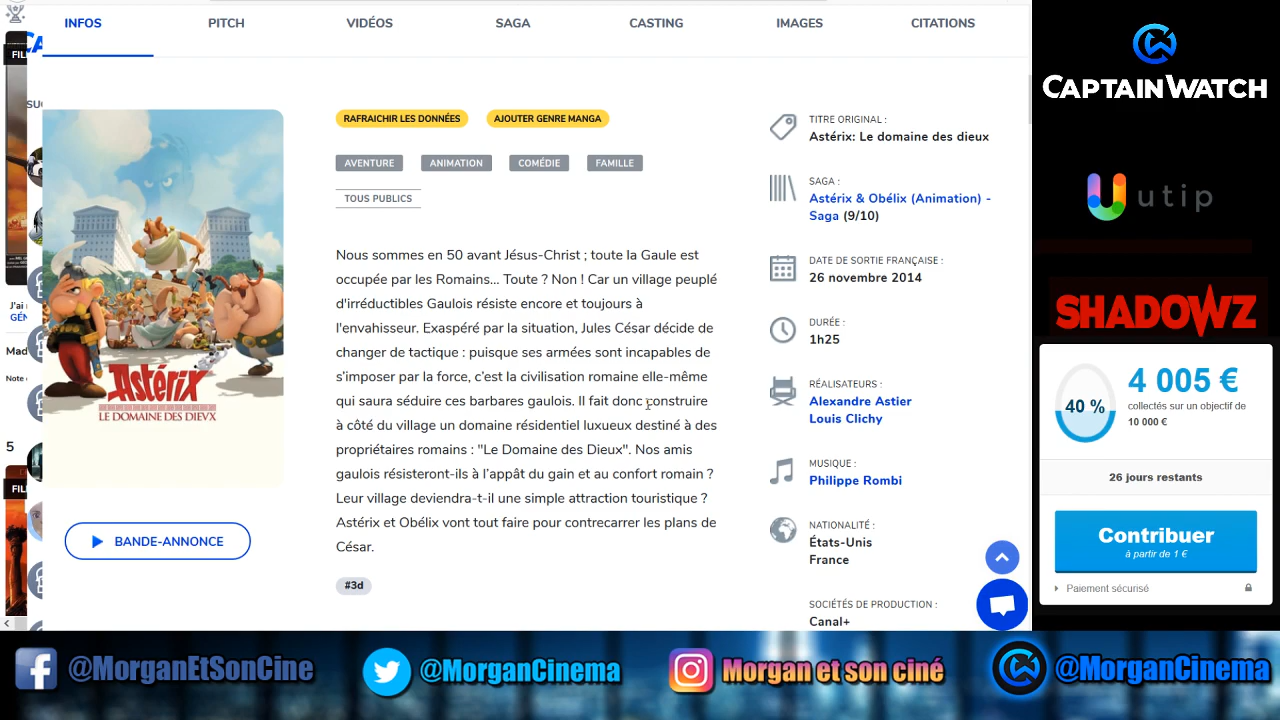 INFOS
PITCH
VIDÉOS
SAGA
CASTING
IMAGES
CITATIONS
Astérix
LE DOMAINE DES DIEUX
BANDE-ANNONCE
RAFRAICHIR LES DONNÉES
AJOUTER GENRE MANGA
AVENTURE
ANIMATION
COMÉDIE
FAMILLE
TOUS PUBLICS
Nous sommes en 50 avant Jésus-Christ ; toute la Gaule est
occupée par les Romains... Toute ? Non ! Car un village peuplé
d'irréductibles Gaulois résiste encore et toujours à
l'envahisseur. Exaspéré par la situation, Jules César décide de
changer de tactique : puisque ses armées sont incapables de
s'imposer par la force, c'est la civilisation romaine elle-même
qui saura séduire ces barbares gaulois. Il fait donc construire
à côté du village un domaine résidentiel luxueux destiné à des
propriétaires romains : "Le Domaine des Dieux". Nos amis
gaulois résisteront-ils à l'appât du gain et au confort romain ?
Leur village deviendra-t-il une simple attraction touristique ?
Astérix et Obélix vont tout faire pour contrecarrer les plans de
César.
#3d
TITRE ORIGINAL :
Astérix: Le domaine des dieux
SAGA :
Astérix & Obélix (Animation) -
Saga (9/10)
DATE DE SORTIE FRANÇAISE :
26 novembre 2014
DURÉE :
1h25
RÉALISATEURS :
Alexandre Astier
Louis Clichy
MUSIQUE :
Philippe Rombi
NATIONALITÉ :
États-Unis
France
SOCIÉTÉS DE PRODUCTION :
Canal+
FIL
SUC
J'ai
GÉN
Mad
Note
5
FIL
CAPTAINWATCH
utip
SHADOWZ
40 %
4 005 €
collectés sur un objectif de
10 000 €
26 jours restants
Contribuer
à partir de 1 €
Paiement sécurisé
@MorganEtSonCine
@MorganCinema
Morgan et son ciné
@MorganCinema